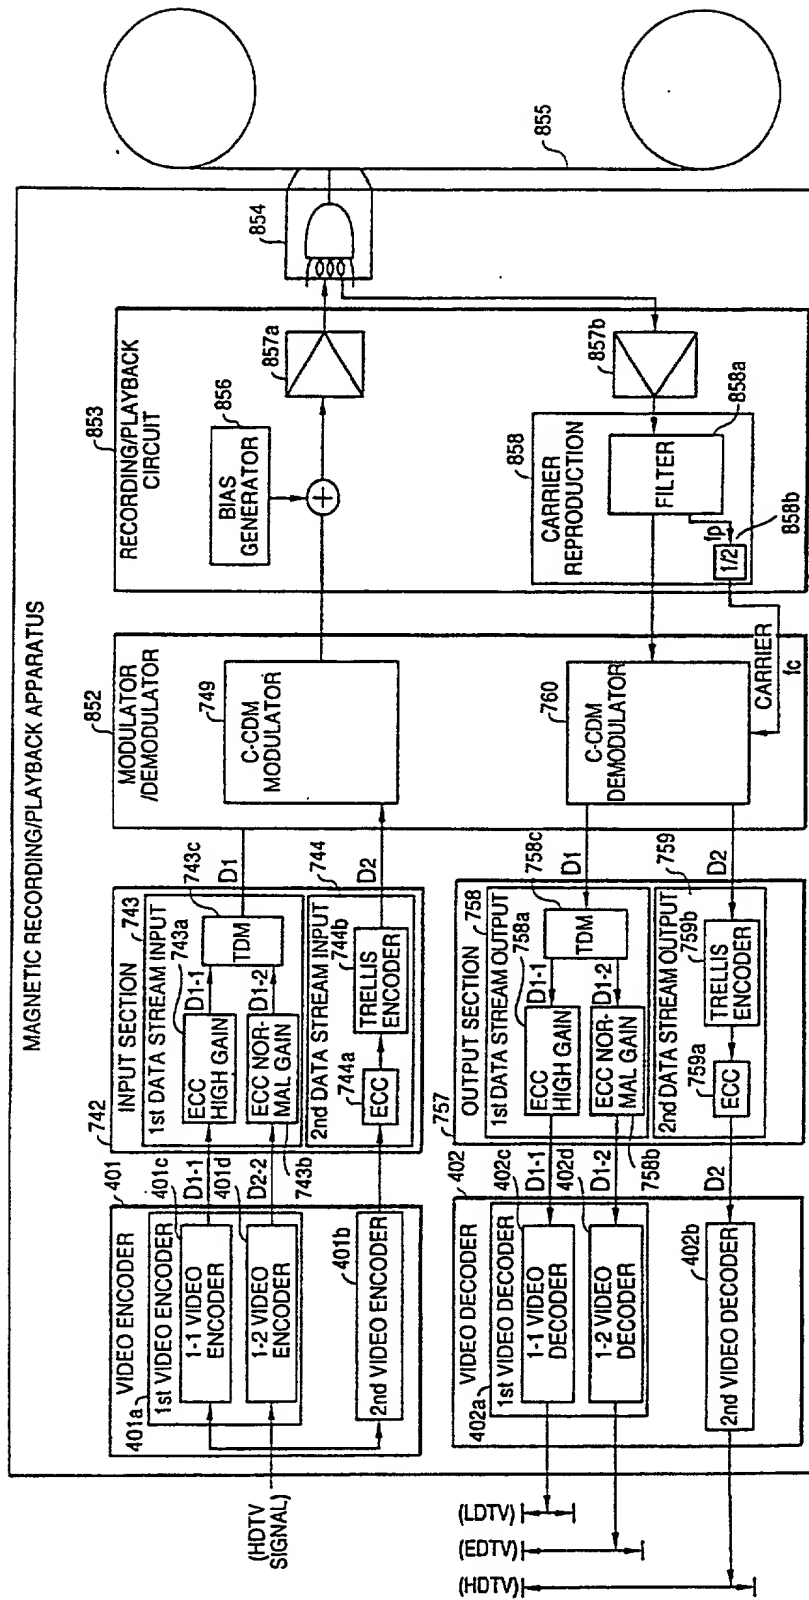 MAGNETIC RECORDING/PLAYBACK APPARATUS
401
VIDEO ENCODER
401a
1st VIDEO ENCODER
401c
1-1 VIDEO
ENCODER
401d
1-2 VIDEO
ENCODER
401b
2nd VIDEO ENCODER
(HDTV
SIGNAL)
D1-1
D2-2
742
INPUT SECTION
743
1st DATA STREAM INPUT
743a
ECC
HIGH GAIN
ECC NOR-
MAL GAIN
743b
743c
TDM
D1-1
D1-2
744
2nd DATA STREAM INPUT
744a
ECC
744b
TRELLIS
ENCODER
D1
D2
852
MODULATOR
/DEMODULATOR
749
C-CDM
MODULATOR
760
C-CDM
DEMODULATOR
853
RECORDING/PLAYBACK
CIRCUIT
856
BIAS
GENERATOR
+
857a
854
855
857b
858
CARRIER
REPRODUCTION
858a
FILTER
fp
1/2
858b
CARRIER
fc
D1
D2
757
OUTPUT SECTION
758
1st DATA STREAM OUTPUT
758a
ECC
HIGH GAIN
ECC NOR-
MAL GAIN
758b
758c
TDM
D1-1
D1-2
759
2nd DATA STREAM OUTPUT
759a
ECC
759b
TRELLIS
ENCODER
D1-1
D1-2
D2
402
VIDEO DECODER
402a
1st VIDEO DECODER
402c
1-1 VIDEO
DECODER
402d
1-2 VIDEO
DECODER
402b
2nd VIDEO DECODER
(LDTV)
(EDTV)
(HDTV)